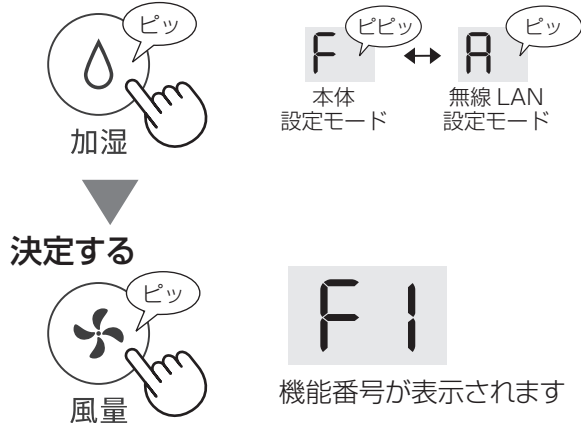 ピッ
加湿
F ピピッ ↔ A ピッ
本体
設定モード
無線 LAN
設定モード
決定する
ピッ
風量
F1
機能番号が表示されます